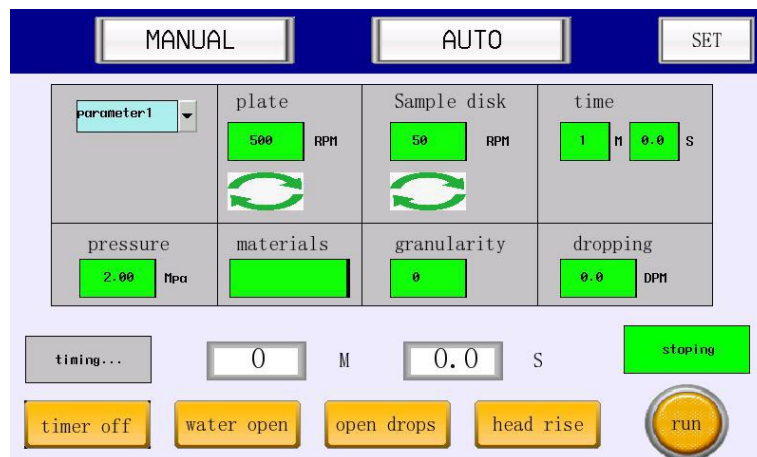 MANUAL AUTO SET
parameter1 plate Sample disk time
500 RPM 50 RPM 1 M 0.0 S
pressure materials granularity dropping
2.00 Mpa 0 0.0 DPM
timing... 0 M 0.0 S stoping
timer off water open open drops head rise run